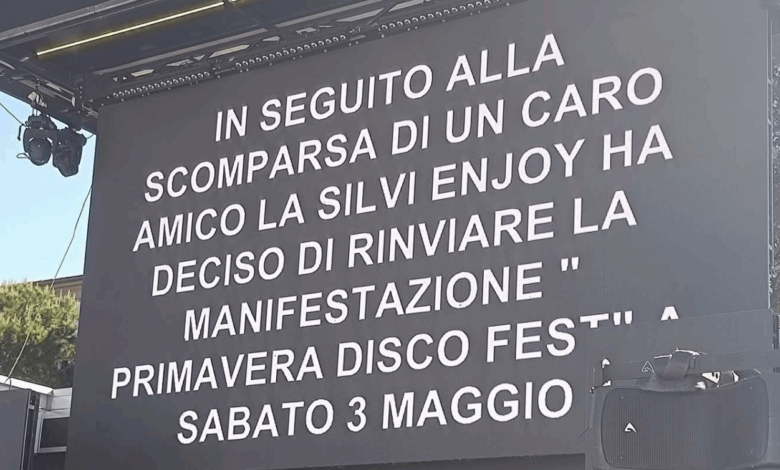 IN SEGUITO ALLA
SCOMPARSA DI UN CARO
AMICO LA SILVI ENJOY HA
DECISO DI RINVIARE LA
MANIFESTAZIONE "
PRIMAVERA DISCO FEST" A
SABATO 3 MAGGIO